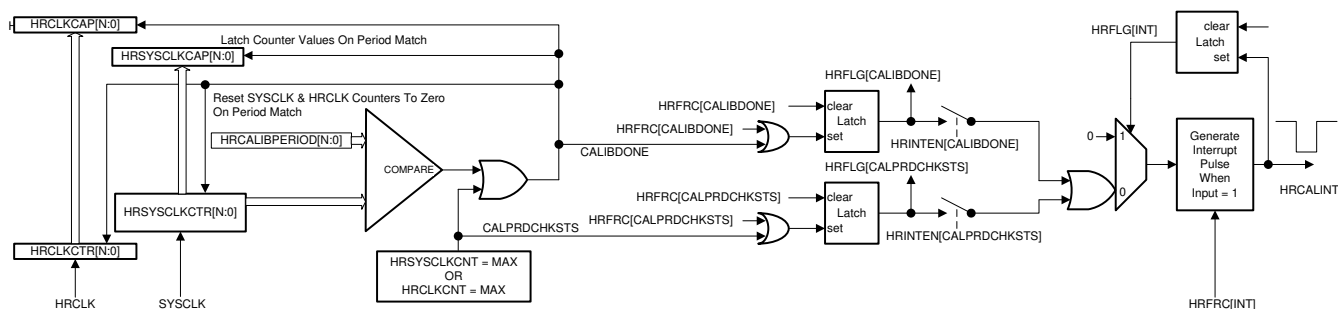 HRCLKCAP[N:0]
Latch Counter Values On Period Match
HRSYSCLKCAP[N:0]
Reset SYSCLK & HRCLK Counters To Zero
On Period Match
HRCALIBPERIOD[N:0]
COMPARE
HRSYSCLKCTR[N:0]
HRCLKCTR[N:0]
HRCLK
SYSCLK
HRSYSCLKCNT = MAX
OR
HRCLKCNT = MAX
CALPRDCHKSTS
CALIBDONE
HRFRC[CALIBDONE]
HRFRC[CALIBDONE]
HRFLG[CALIBDONE]
clear
Latch
set
HRINTEN[CALIBDONE]
HRFRC[CALPRDCHKSTS]
HRFRC[CALPRDCHKSTS]
HRFLG[CALPRDCHKSTS]
clear
Latch
set
HRINTEN[CALPRDCHKSTS]
HRFLG[INT]
clear
Latch
set
0
1
0
Generate
Interrupt
Pulse
When
Input = 1
HRCALINT
HRFRC[INT]